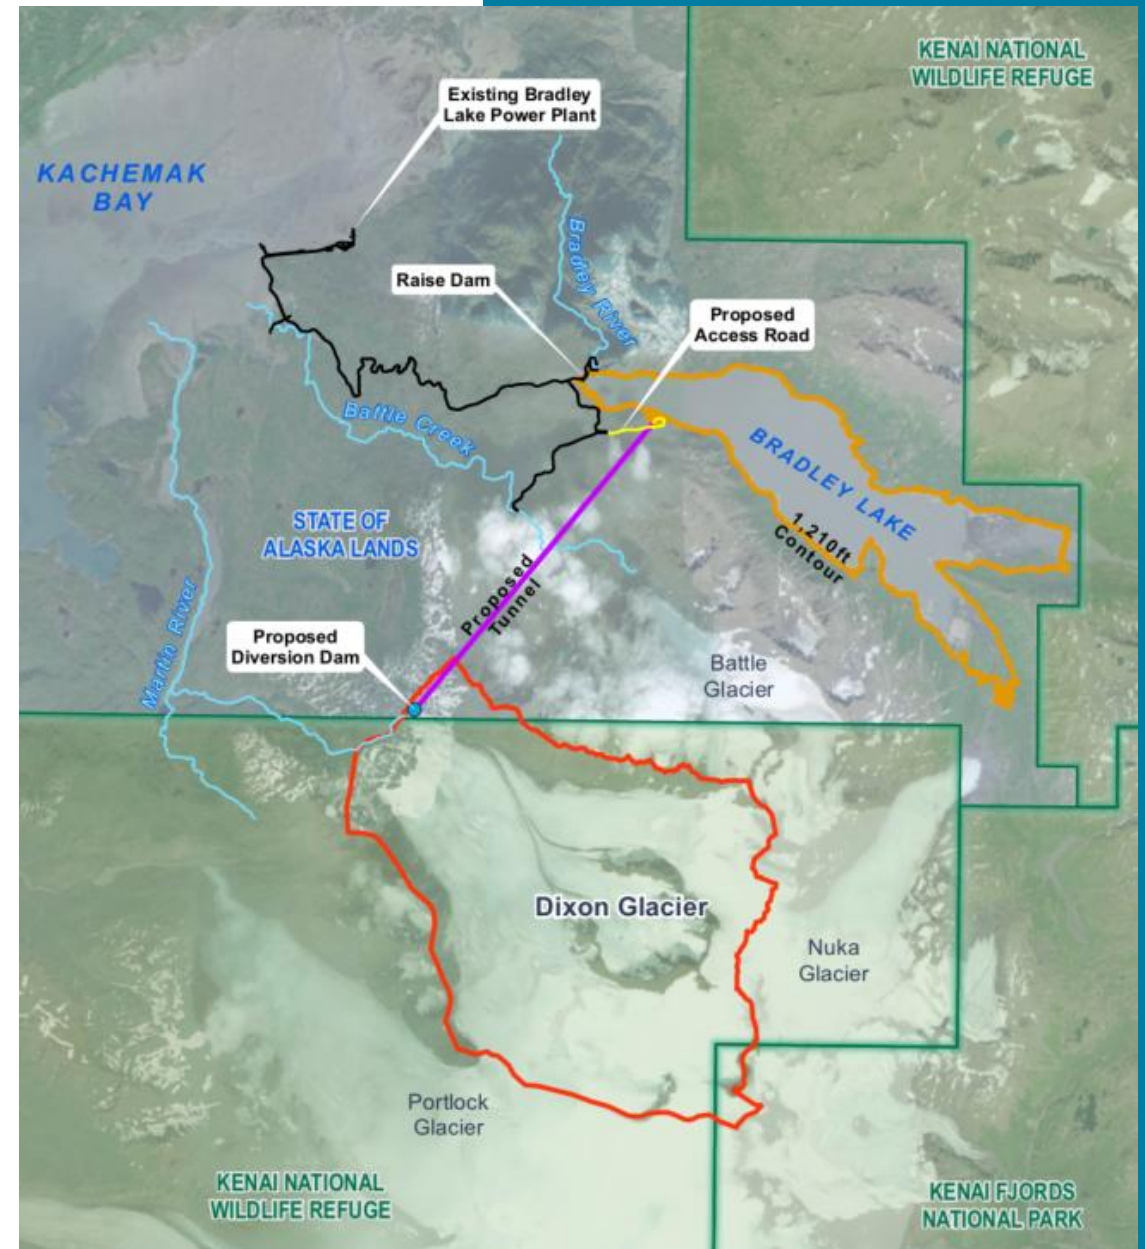 KENAI NATIONAL
WILDLIFE REFUGE
Existing Bradley
Lake Power Plant
KACHEMAK
BAY
Bradley River
Raise Dam
Proposed
Access Road
Battle Creek
BRADLEY LAKE
1,210ft
Contour
STATE OF
ALASKA LANDS
Proposed
Tunnel
Martin River
Proposed
Diversion Dam
Battle
Glacier
Dixon Glacier
Nuka
Glacier
Portlock
Glacier
KENAI NATIONAL
WILDLIFE REFUGE
KENAI FJORDS
NATIONAL PARK